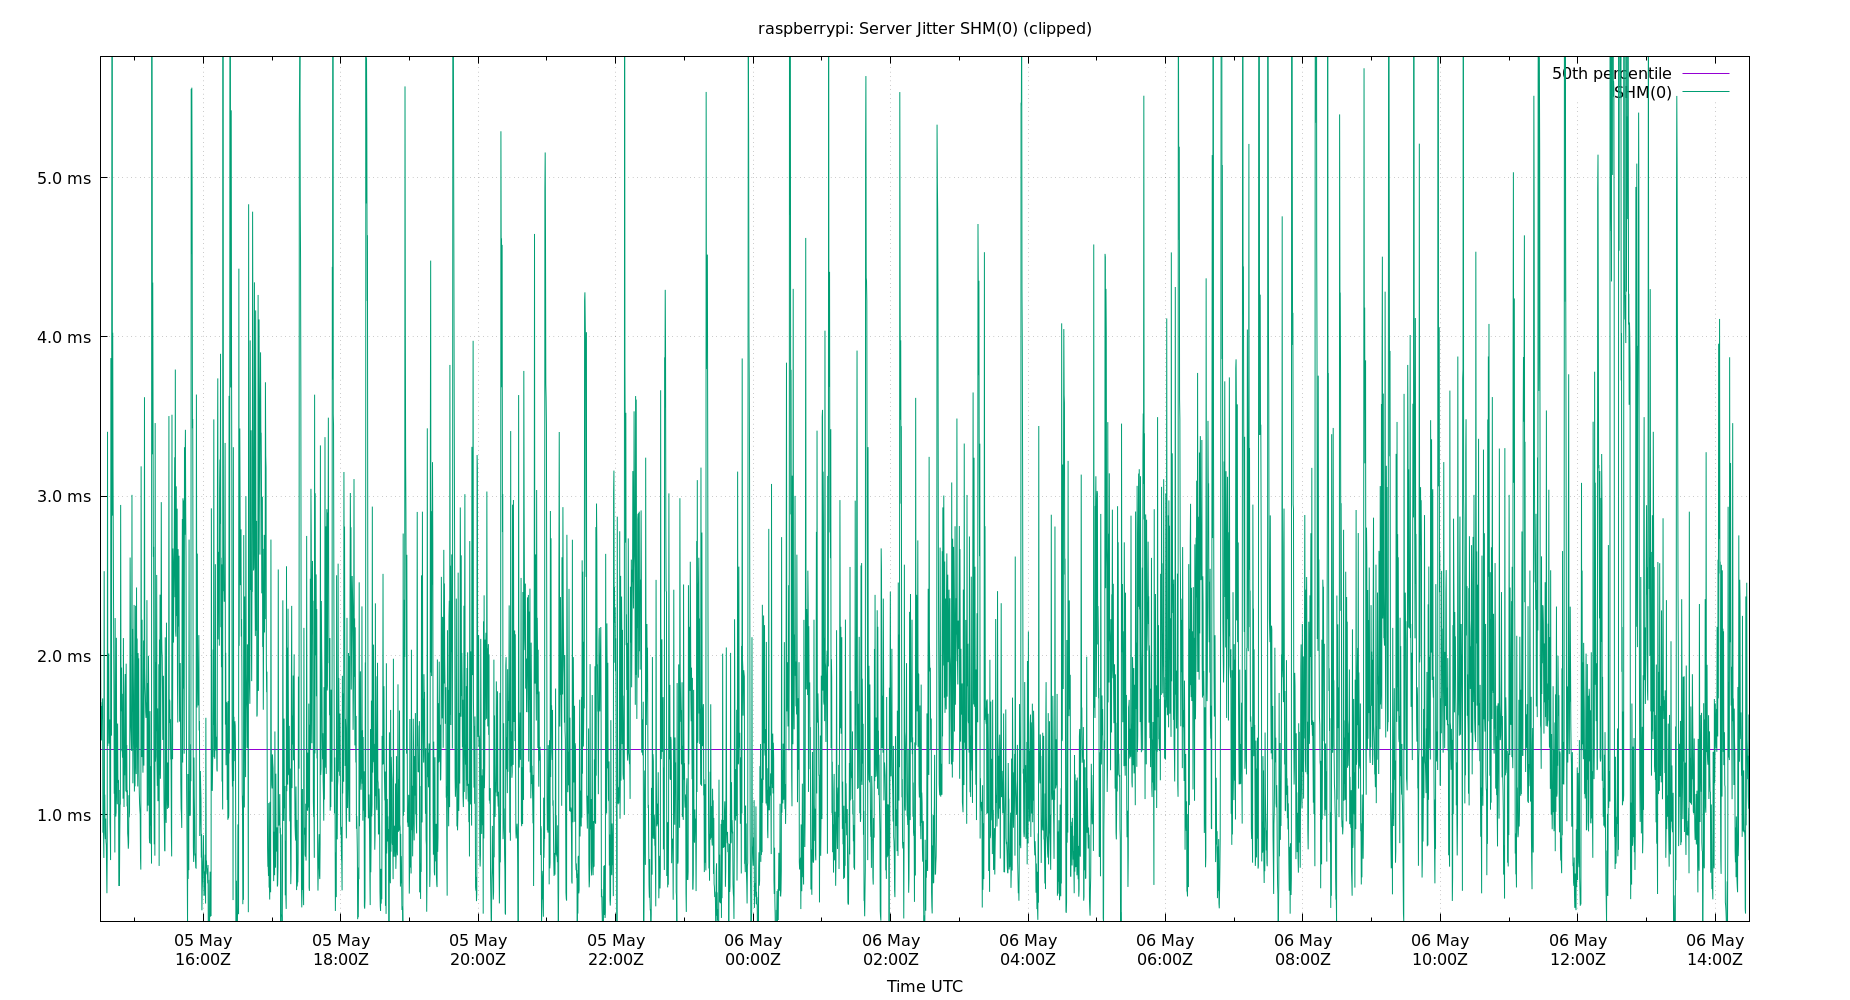 raspberrypi: Server Jitter SHM(0) (clipped)
50th percentile
SHM(0)
5.0 ms
4.0 ms
3.0 ms
2.0 ms
1.0 ms
05 May 05 May 05 May 05 May 06 May 06 May 06 May 06 May 06 May 06 May 06 May 06 May
16:00Z 18:00Z 20:00Z 22:00Z 00:00Z 02:00Z 04:00Z 06:00Z 08:00Z 10:00Z 12:00Z 14:00Z
Time UTC